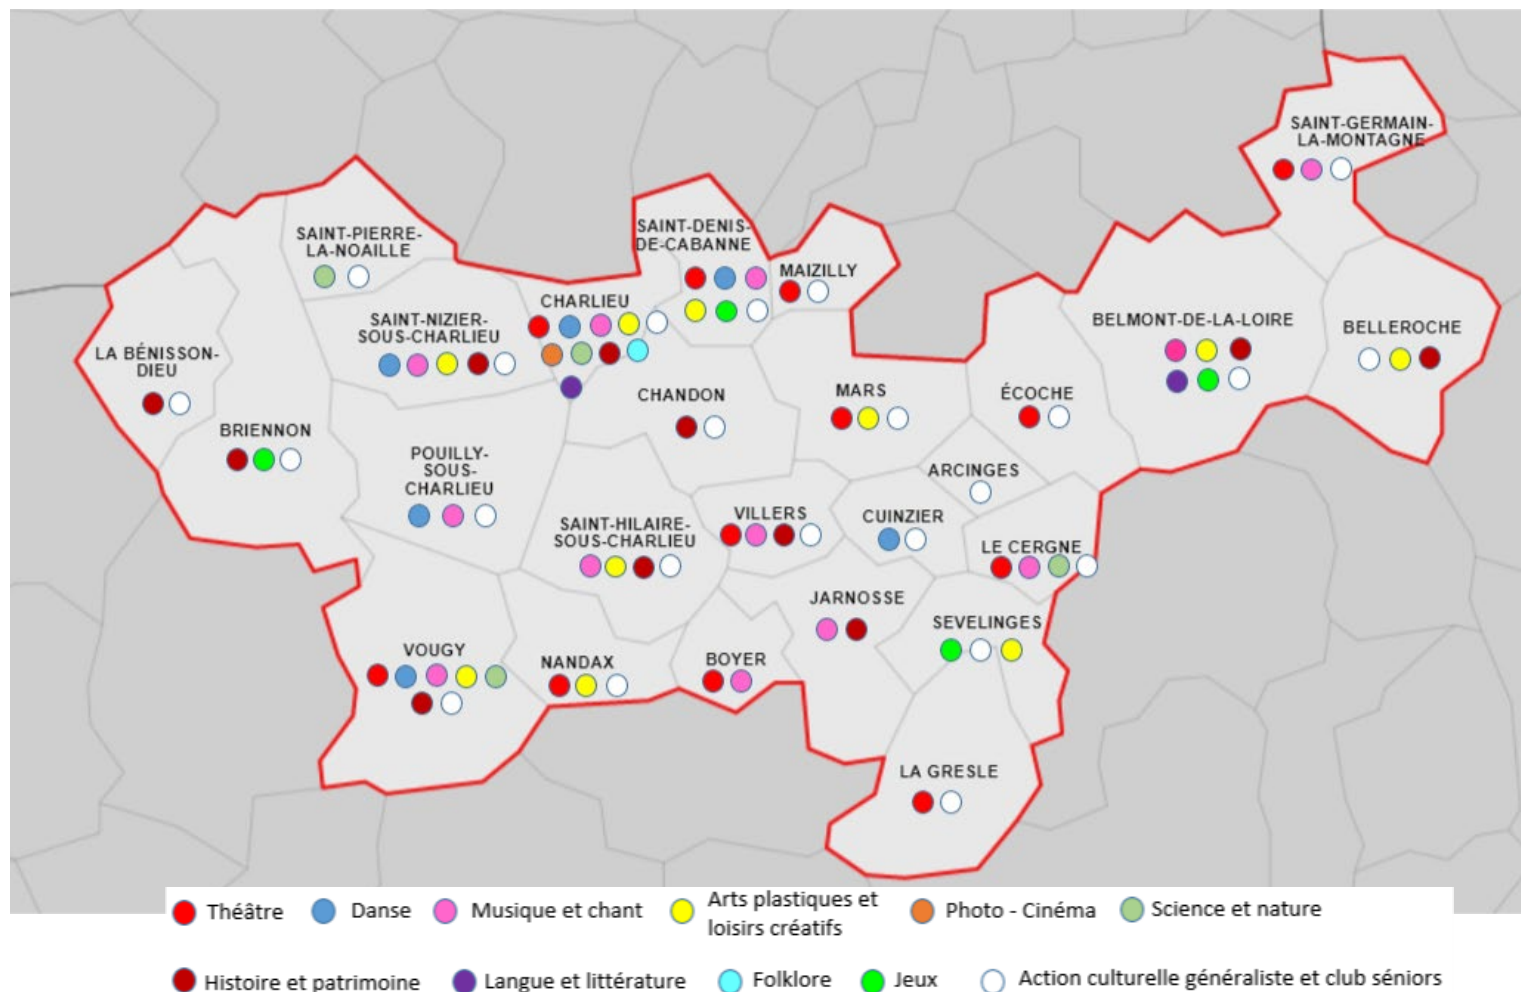 SAINT-GERMAIN-
LA-MONTAGNE
SAINT-PIERRE-
LA-NOAILLE
SAINT-DENIS-
DE-CABANNE
MAIZILLY
CHARLIEU
SAINT-NIZIER-
SOUS-CHARLIEU
BELMONT-DE-LA-LOIRE
BELLEROCHE
LA BÉNISSON-
DIEU
CHANDON
MARS
ÉCOCHE
BRIENNON
POUILLY-
SOUS-
CHARLIEU
ARCINGES
SAINT-HILAIRE-
SOUS-CHARLIEU
VILLERS
CUINZIER
LE CERGNE
JARNOSSE
SEVELINGES
VOUGY
NANDAX
BOYER
LA GRESLE
Théâtre
Danse
Musique et chant
Arts plastiques et
loisirs créatifs
Photo - Cinéma
Science et nature
Histoire et patrimoine
Langue et littérature
Folklore
Jeux
Action culturelle généraliste et club séniors